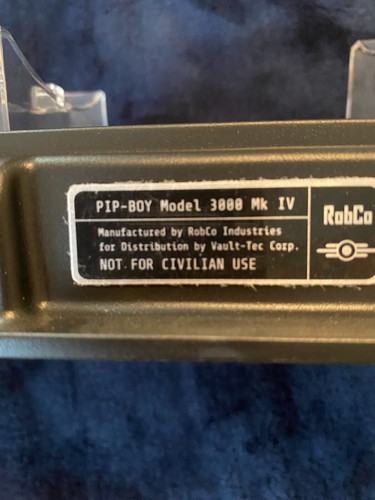 PIP-BOY Model 3000 Mk IV
Manufactured by RobCo Industries
for Distribution by Vault-Tec Corp.
NOT FOR CIVILIAN USE
RobCo